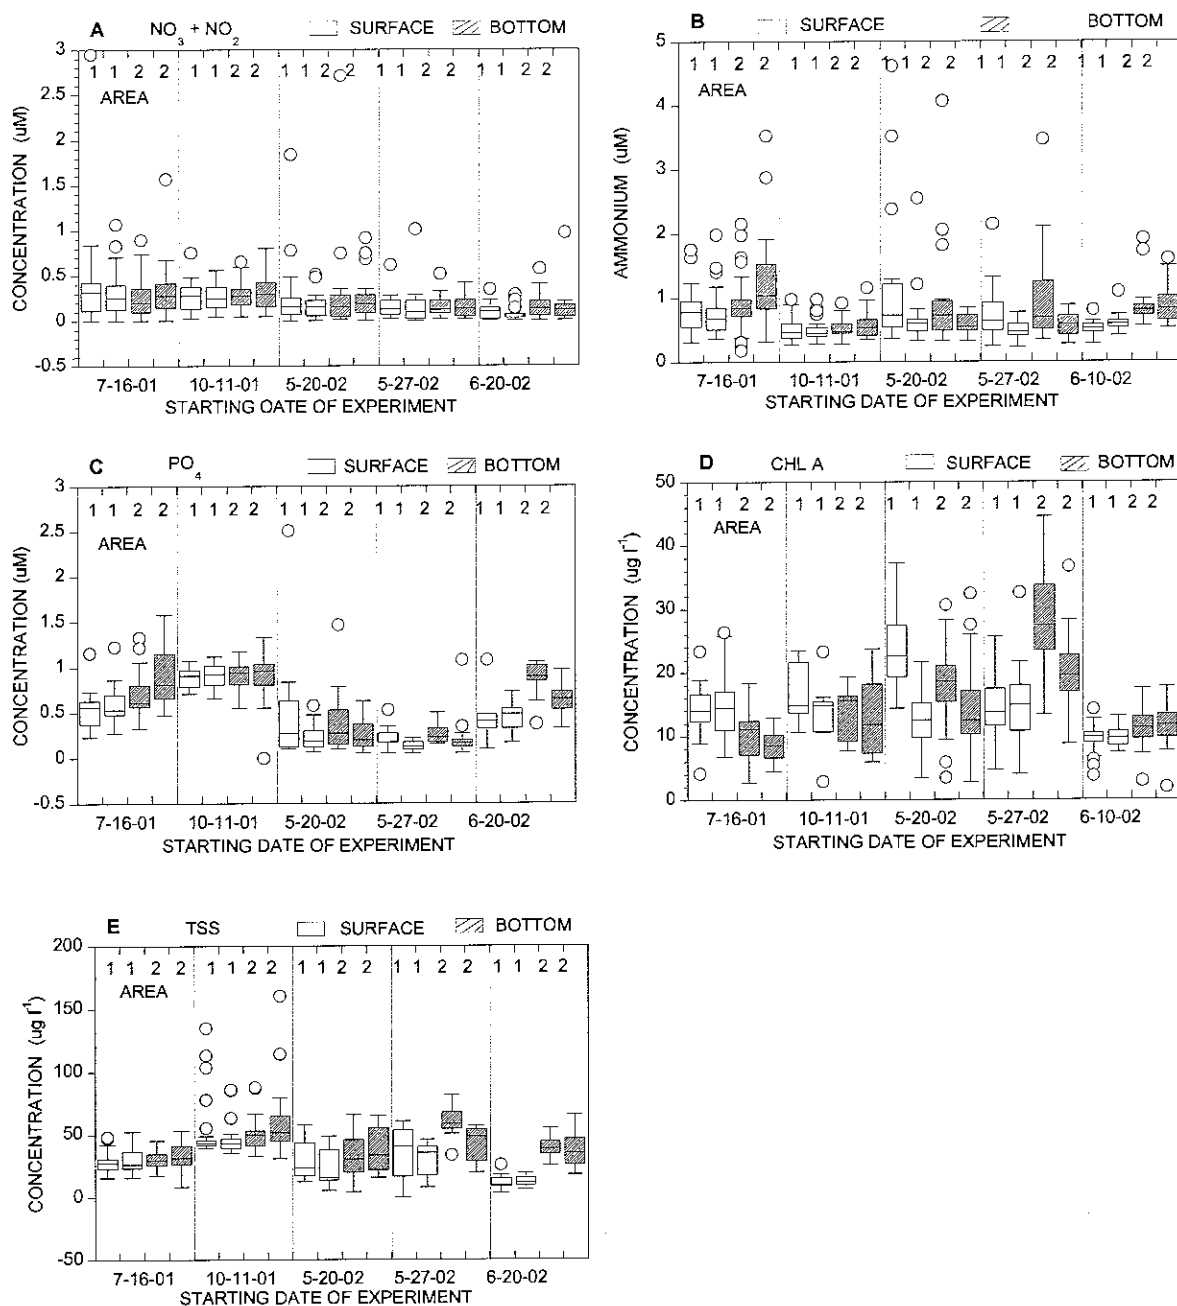 A NO3 + NO2 SURFACE BOTTOM
3
1 1 2 2 1 1 2 2 1 1 2 2 1 1 2 2 1 1 2 2
AREA
2.5
2
1.5
1
0.5
0
-0.5
CONCENTRATION (uM)
7-16-01 10-11-01 5-20-02 5-27-02 6-20-02
STARTING OATE OF EXPERIMENT
B SURFACE BOTTOM
5
1 1 2 2 1 1 2 2 1 1 2 2 1 1 2 2 1 1 2 2
AREA
4
3
2
1
0
AMMONIUM (uM)
7-16-01 10-11-01 5-20-02 5-27-02 6-10-02
STARTING DATE OF EXPERIMENT
C PO4 SURFACE BOTTOM
3
1 1 2 2 1 1 2 2 1 1 2 2 1 1 2 2 1 1 2 2
AREA
2.5
2
1.5
1
0.5
0
-0.5
CONCENTRATION (uM)
7-16-01 10-11-01 5-20-02 5-27-02 6-20-02
STARTING DATE OF EXPERIMENT
D CHL A SURFACE BOTTOM
50
1 1 2 2 1 1 2 2 1 1 2 2 1 1 2 2 1 1 2 2
AREA
40
30
20
10
0
CONCENTRATION (ug l-1)
7-16-01 10-11-01 5-20-02 5-27-02 6-10-02
STARTING DATE OF EXPERIMENT
E TSS SURFACE BOTTOM
200
1 1 2 2 1 1 2 2 1 1 2 2 1 1 2 2 1 1 2 2
AREA
150
100
50
0
-50
CONCENTRATION (ug l-1)
7-16-01 10-11-01 5-20-02 5-27-02 6-20-02
STARTING DATE OF EXPERIMENT